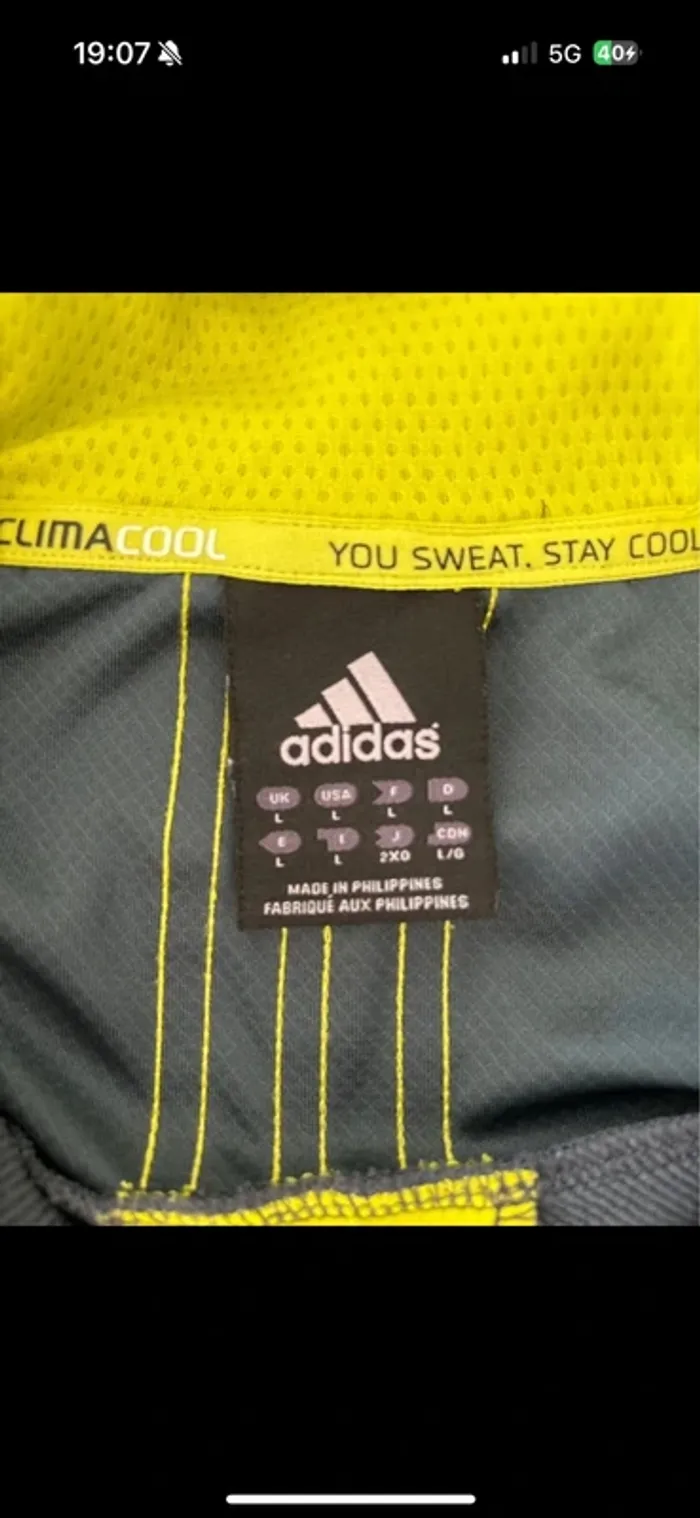 19:07 5G 40
CLIMACOOL YOU SWEAT. STAY COOL
adidas
UK USA F D
L L L L
E I J CDN
L L 2XO L/G
MADE IN PHILIPPINES
FABRIQUÉ AUX PHILIPPINES